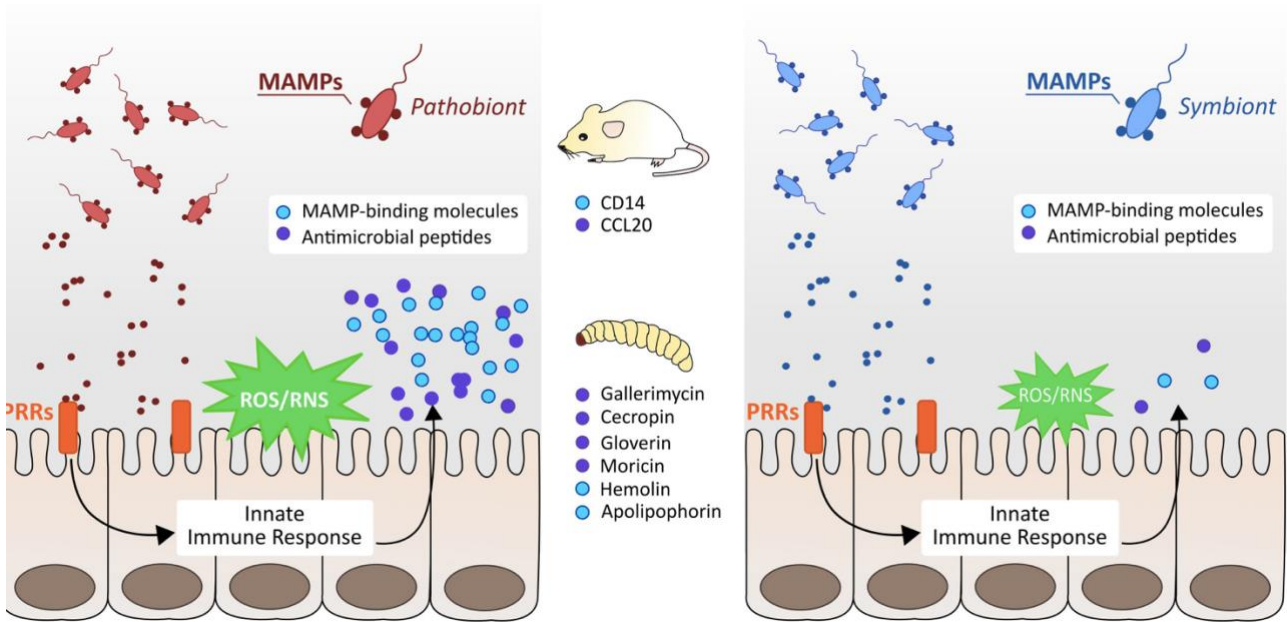 MAMPs
Pathobiont
MAMP-binding molecules
Antimicrobial peptides
ROS/RNS
PRRs
Innate
Immune Response
CD14
CCL20
Gallerimycin
Cecropin
Gloverin
Moricin
Hemolin
Apolipophorin
MAMPs
Symbiont
MAMP-binding molecules
Antimicrobial peptides
ROS/RNS
PRRs
Innate
Immune Response